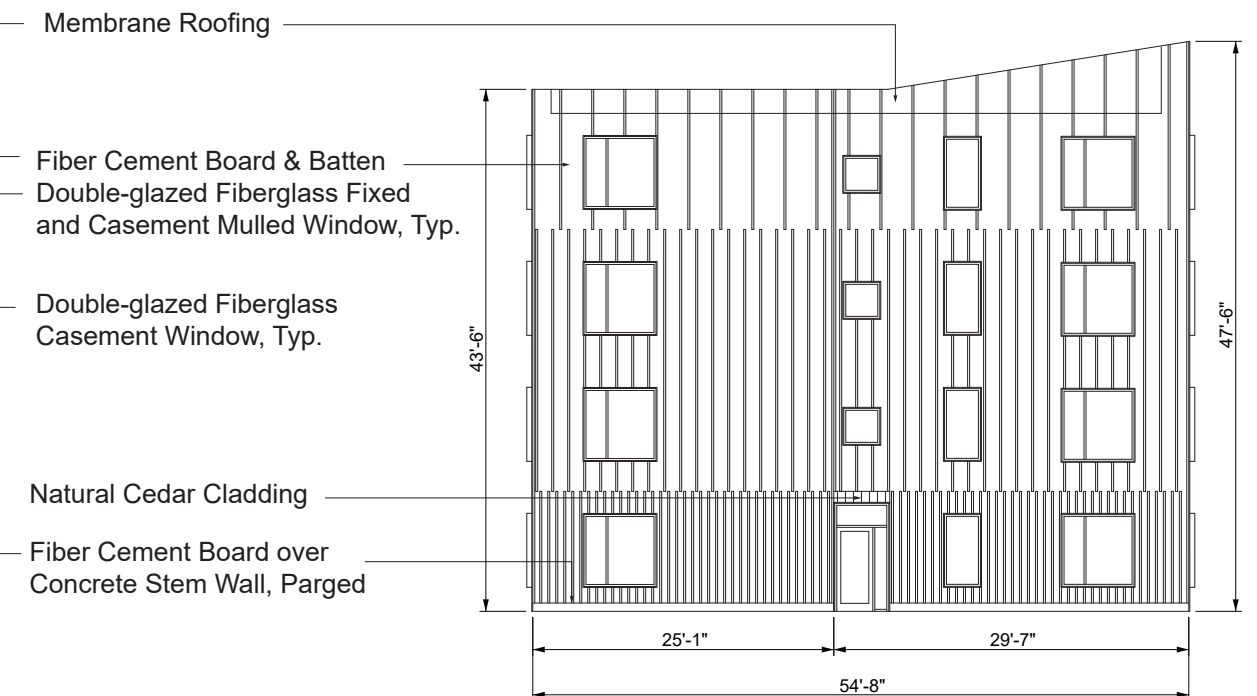 Membrane Roofing
Fiber Cement Board & Batten
Double-glazed Fiberglass Fixed
and Casement Mulled Window, Typ.
Double-glazed Fiberglass
Casement Window, Typ.
Natural Cedar Cladding
Fiber Cement Board over
Concrete Stem Wall, Parged
43'-6"
47'-6"
25'-1"
29'-7"
54'-8"